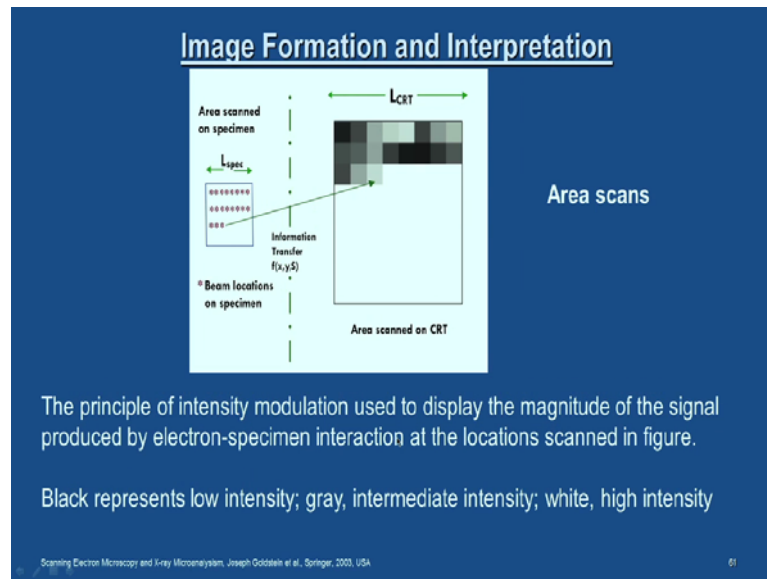 Image Formation and Interpretation
Area scanned
on specimen
L_CRT
L_spec
Information
Transfer
f(x,y,S)
*Beam locations
on specimen
Area scanned on CRT
Area scans
The principle of intensity modulation used to display the magnitude of the signal
produced by electron-specimen interaction at the locations scanned in figure.
Black represents low intensity; gray, intermediate intensity; white, high intensity
Scanning Electron Microscopy and X-ray Microanalysism, Joseph Goldstein et al., Springer, 2003, USA
61